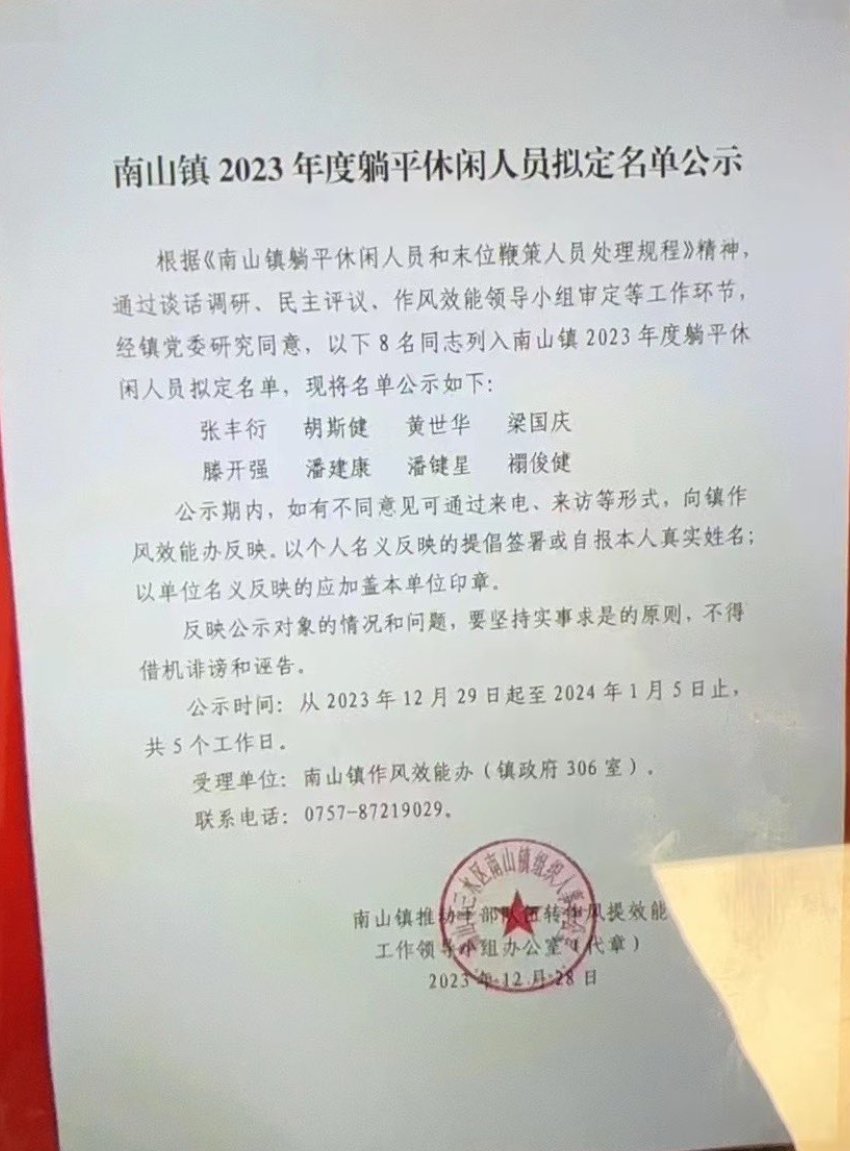 南山镇 2023 年度躺平休闲人员拟定名单公示
根据《南山镇躺平休闲人员和末位鞭策人员处理规程》精神，
通过谈话调研、民主评议、作风效能领导小组审定等工作环节，
经镇党委研究同意，以下 8 名同志列入南山镇 2023 年度躺平休
闲人员拟定名单，现将名单公示如下：
张丰衍 胡斯健 黄世华 梁国庆
滕开强 潘建康 潘键星 禤俊健
公示期内，如有不同意见可通过来电、来访等形式，向镇作
风效能办反映。以个人名义反映的提倡签署或自报本人真实姓名；
以单位名义反映的应加盖本单位印章。
反映公示对象的情况和问题，要坚持实事求是的原则，不得
借机诽谤和诬告。
公示时间：从 2023 年 12 月 29 日起至 2024 年 1 月 5 日止，
共 5 个工作日。
受理单位：南山镇作风效能办（镇政府 306 室）。
联系电话：0757-87219029。
南山镇推动干部队伍转作风提效能
工作领导小组办公室（代章）
2023 年 12 月 28 日
三水区南山镇组织人事办公室